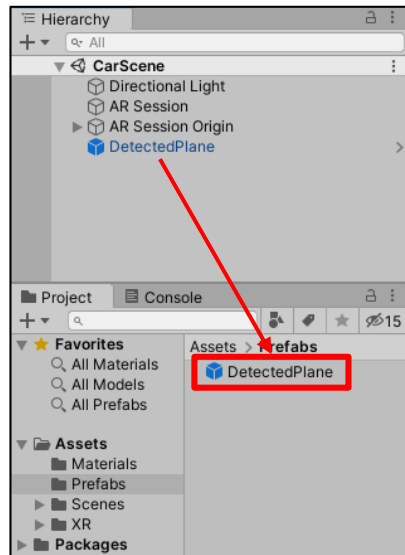 Hierarchy
All
CarScene
Directional Light
AR Session
AR Session Origin
DetectedPlane
Project Console
15
Favorites
All Materials
All Models
All Prefabs
Assets
Materials
Prefabs
Scenes
XR
Packages
Assets > Prefabs
DetectedPlane